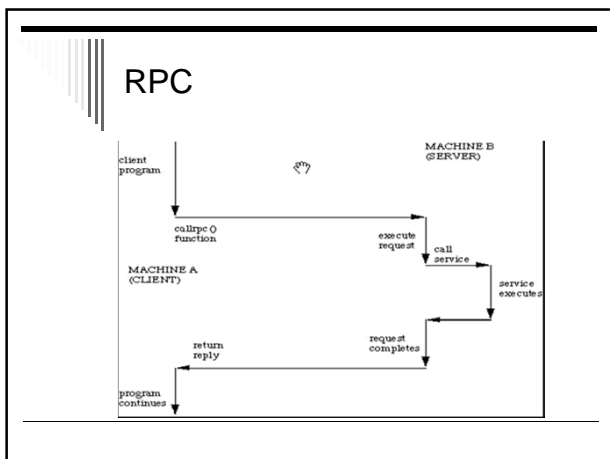 RPC
client
program
MACHINE B
(SERVER)
callrpc()
function
execute
request
call
service
MACHINE A
(CLIENT)
service
executes
return
reply
request
completes
program
continues